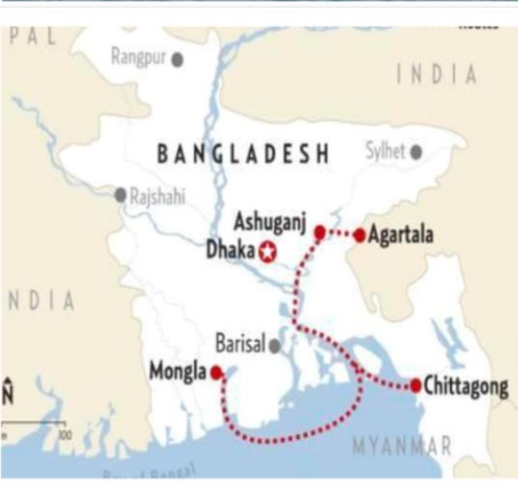 PAL
Rangpur
INDIA
BANGLADESH
Sylhet
Rajshahi
Ashuganj
Agartala
Dhaka
NDIA
Barisal
Mongla
N
Chittagong
MYANMAR